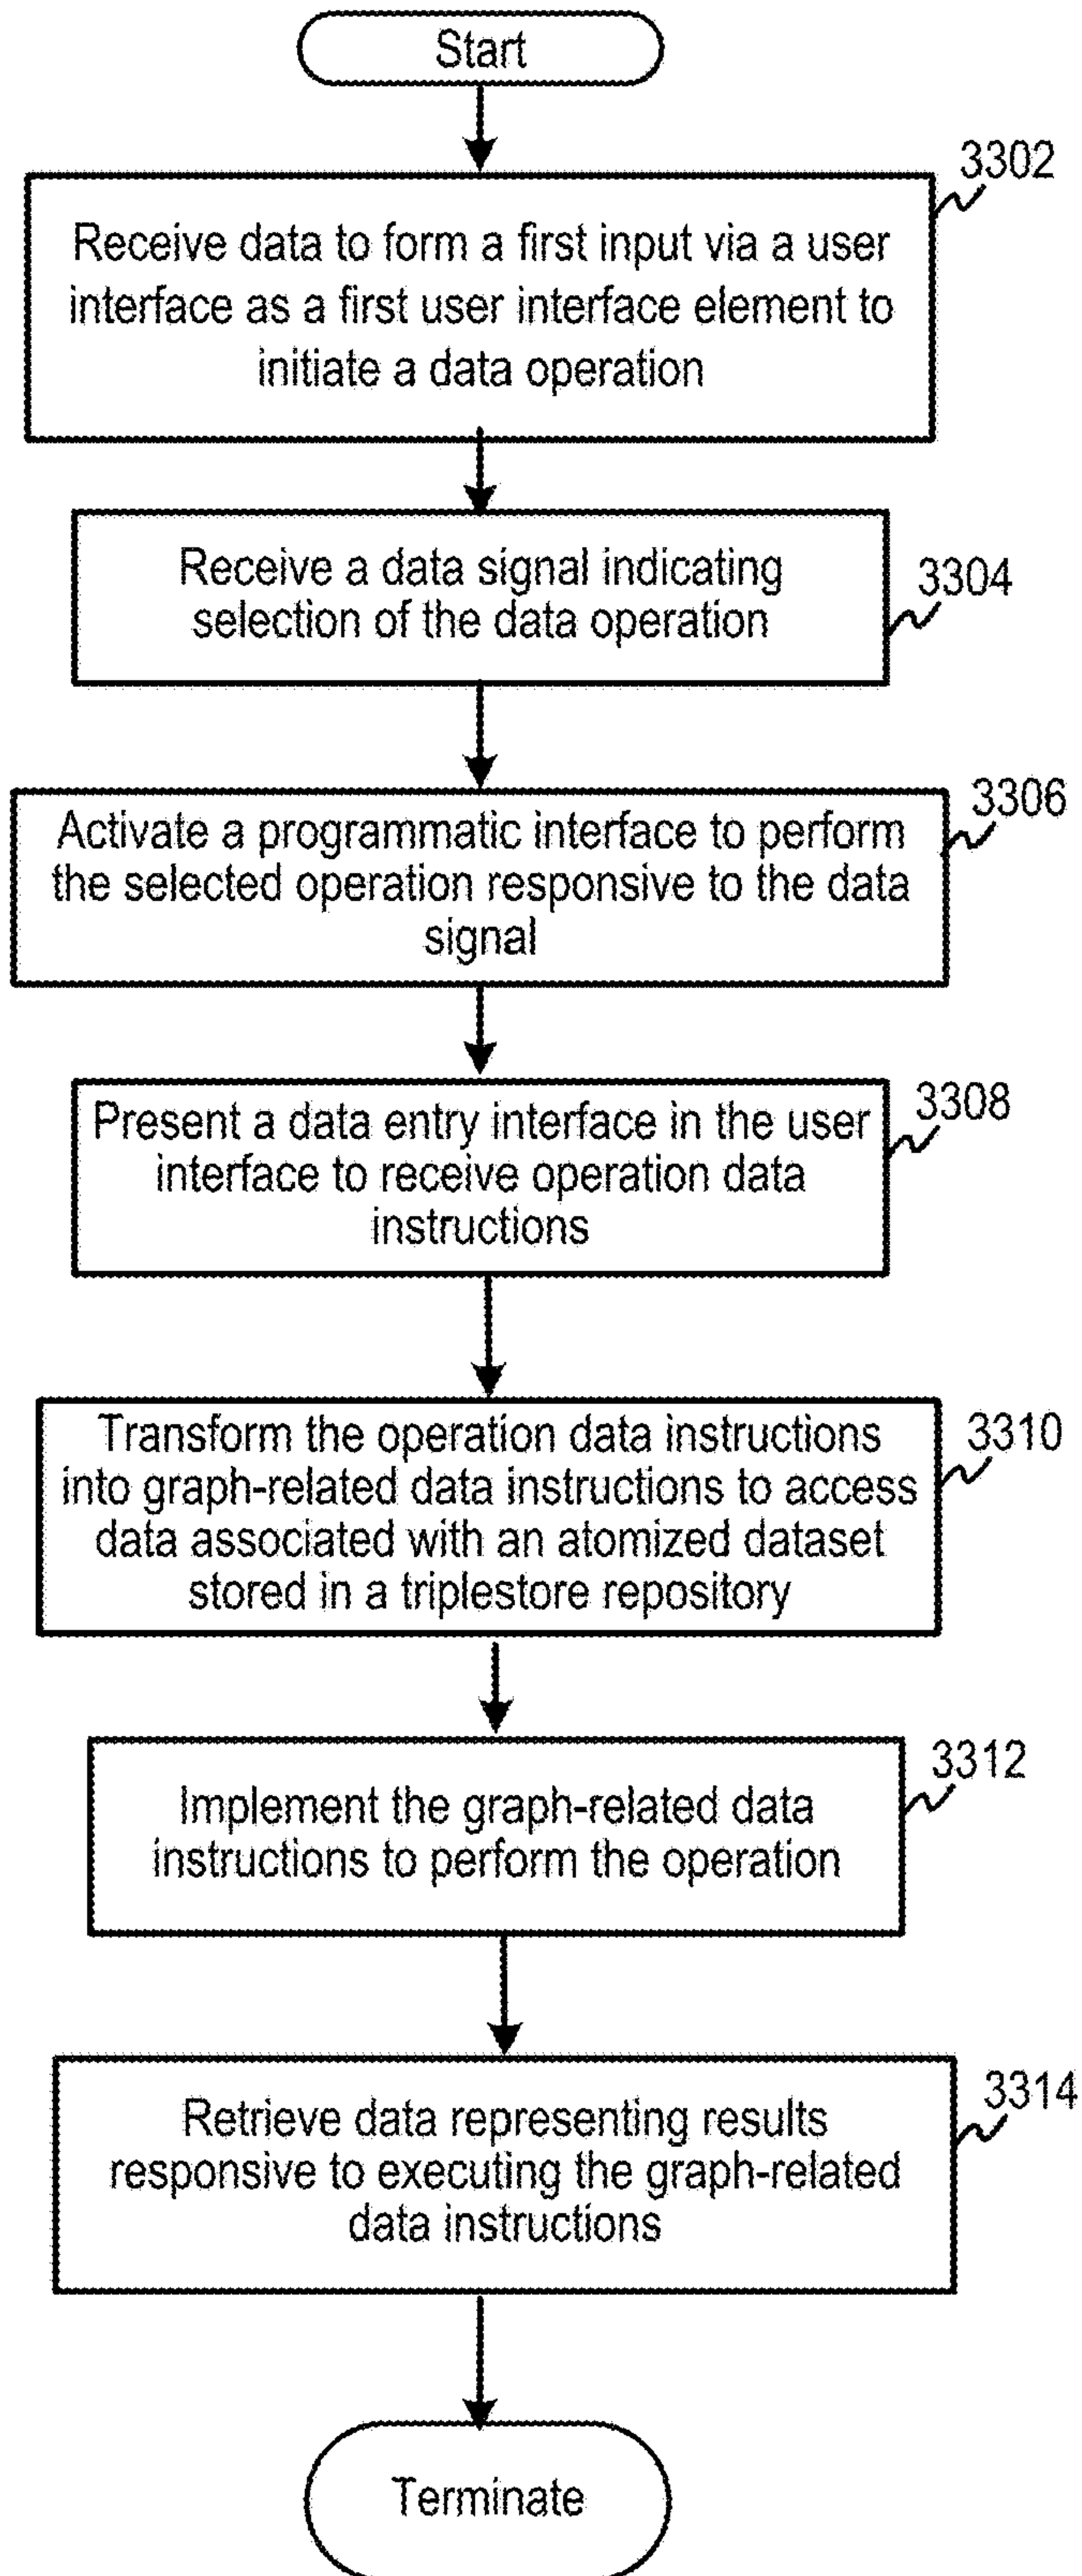 Start
3302
Receive data to form a first input via a user
interface as a first user interface element to
initiate a data operation
Receive a data signal indicating
selection of the data operation
3304
3306
Activate a programmatic interface to perform
the selected operation responsive to the data
signal
3308
Present a data entry interface in the user
interface to receive operation data
instructions
3310
Transform the operation data instructions
into graph-related data instructions to access
data associated with an atomized dataset
stored in a triplestore repository
3312
Implement the graph-related data
instructions to perform the operation
3314
Retrieve data representing results
responsive to executing the graph-related
data instructions
Terminate